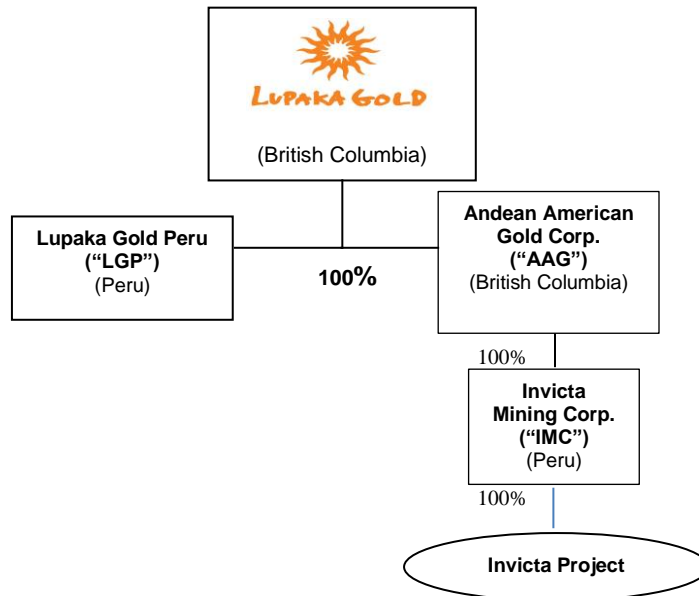 LUPAKA GOLD
(British Columbia)
Lupaka Gold Peru
(“LGP”)
(Peru)
100%
Andean American
Gold Corp.
(“AAG”)
(British Columbia)
100%
Invicta
Mining Corp.
(“IMC”)
(Peru)
100%
Invicta Project